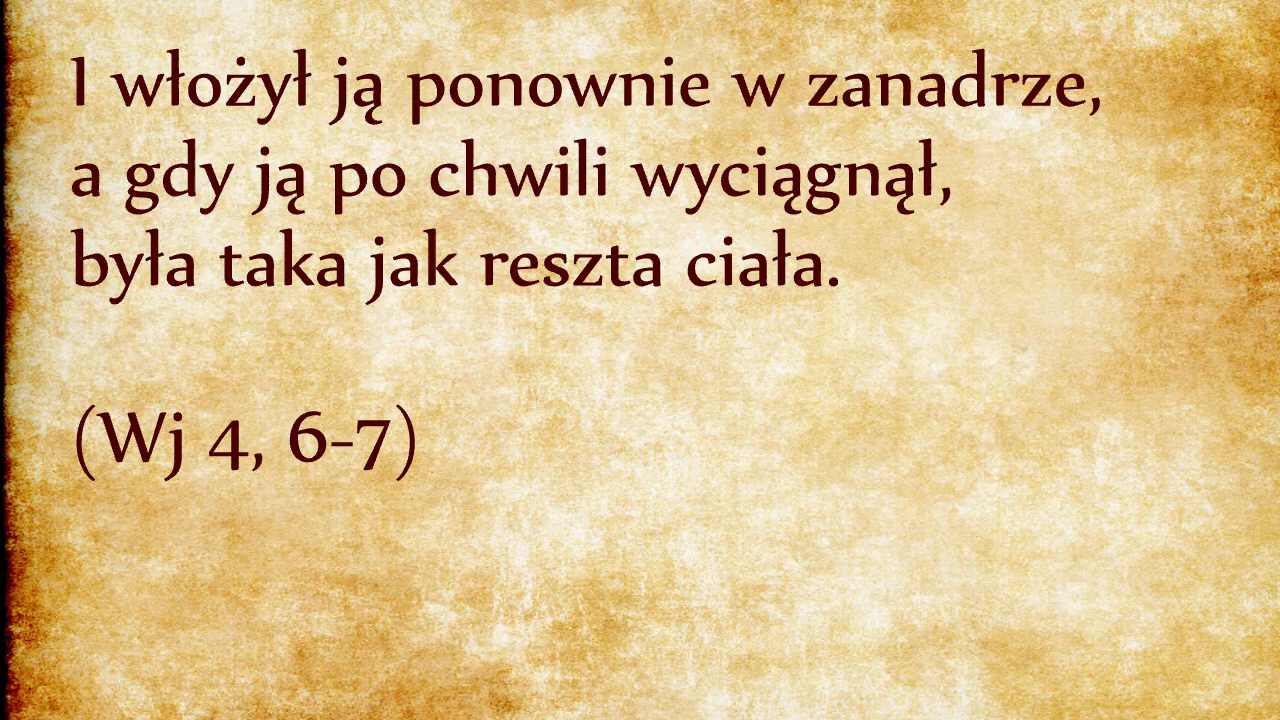 I włożył ją ponownie w zanadrze,
a gdy ją po chwili wyciągnął,
była taka jak reszta ciała.
(Wj 4, 6-7)